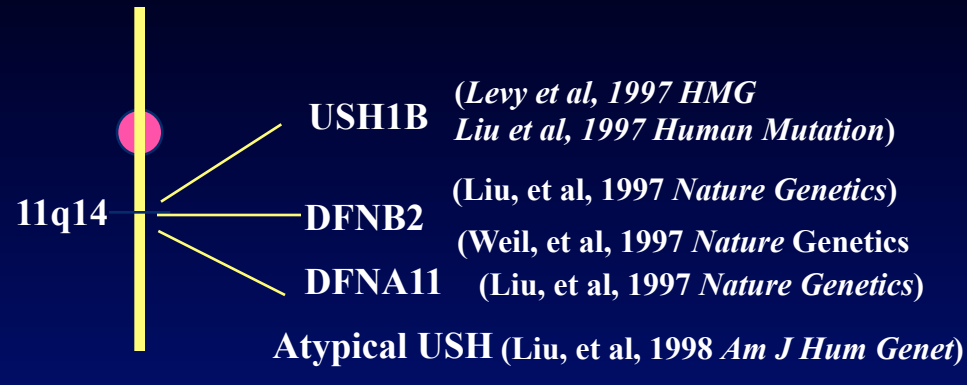 USH1B (Levy et al, 1997 HMG
Liu et al, 1997 Human Mutation)
11q14
DFNB2 (Liu, et al, 1997 Nature Genetics)
(Weil, et al, 1997 Nature Genetics
DFNA11 (Liu, et al, 1997 Nature Genetics)
Atypical USH (Liu, et al, 1998 Am J Hum Genet)